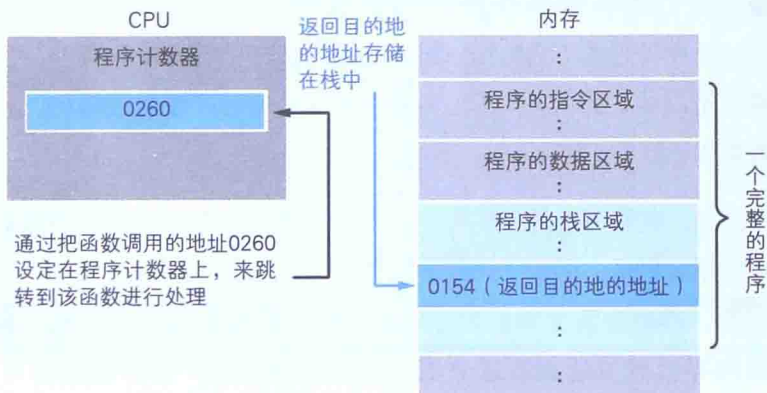 CPU
程序计数器
0260
通过把函数调用的地址0260
设定在程序计数器上，来跳
转到该函数进行处理
返回目的地
的地址存储
在栈中
内存
：
程序的指令区域
：
程序的数据区域
：
程序的栈区域
：
0154（返回目的地的地址）
：
：
一个完整的程序